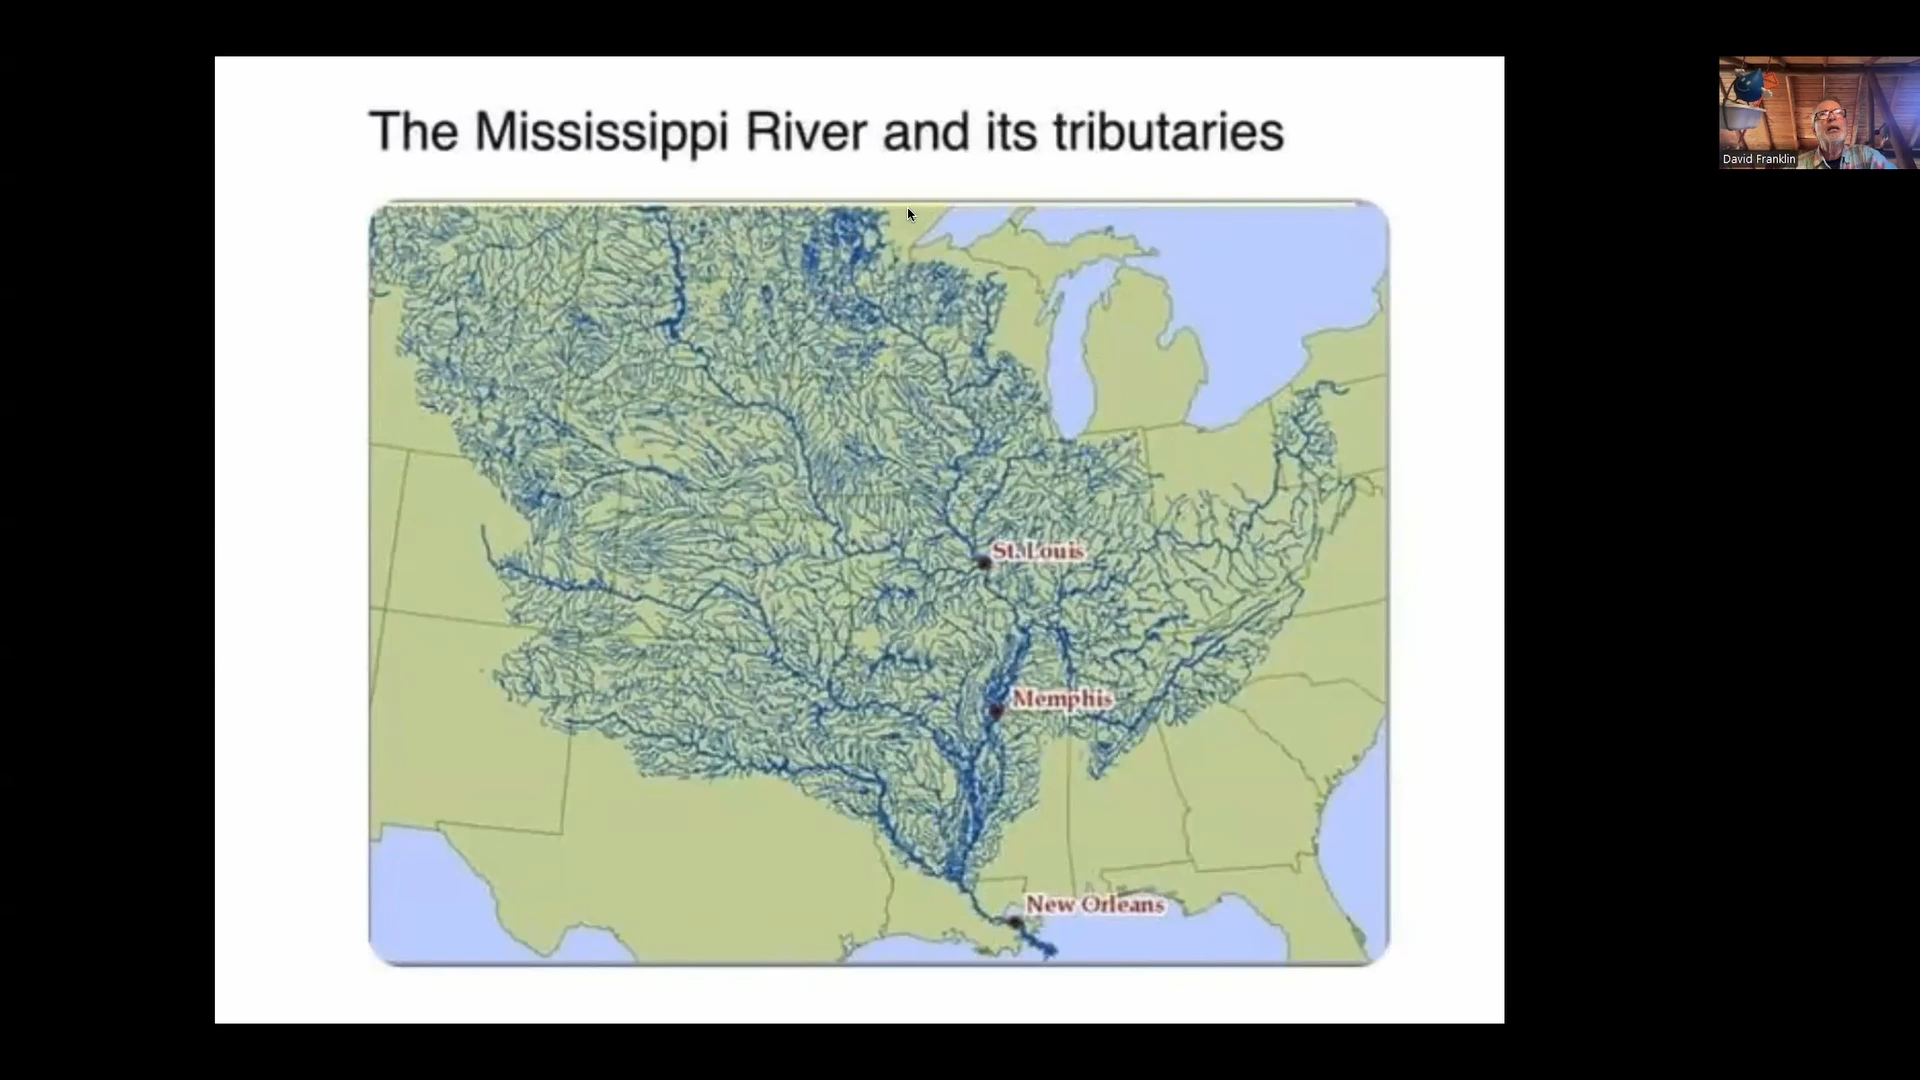 The Mississippi River and its tributaries
David Franklin
St. Louis
Memphis
New Orleans